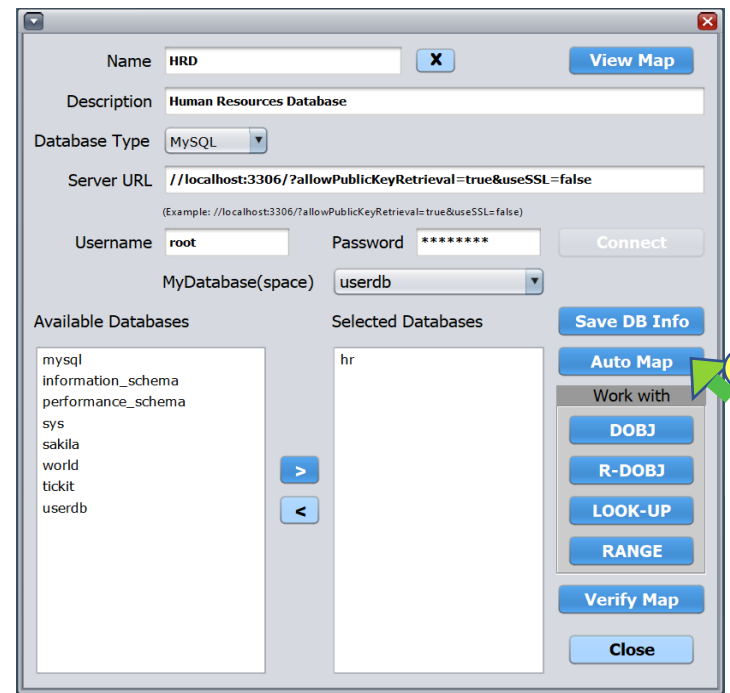 X
Name HRD X View Map
Description Human Resources Database
Database Type MySQL
Server URL //localhost:3306/?allowPublicKeyRetrieval=true&useSSL=false
(Example: //localhost:3306/?allowPublicKeyRetrieval=true&useSSL=false)
Username root Password ******** Connect
MyDatabase(space) userdb
Available Databases Selected Databases Save DB Info
mysql hr Auto Map
information_schema
performance_schema Work with
sys
sakila DOBJ
world > R-DOBJ
tickit
userdb < LOOK-UP
RANGE
Verify Map
Close